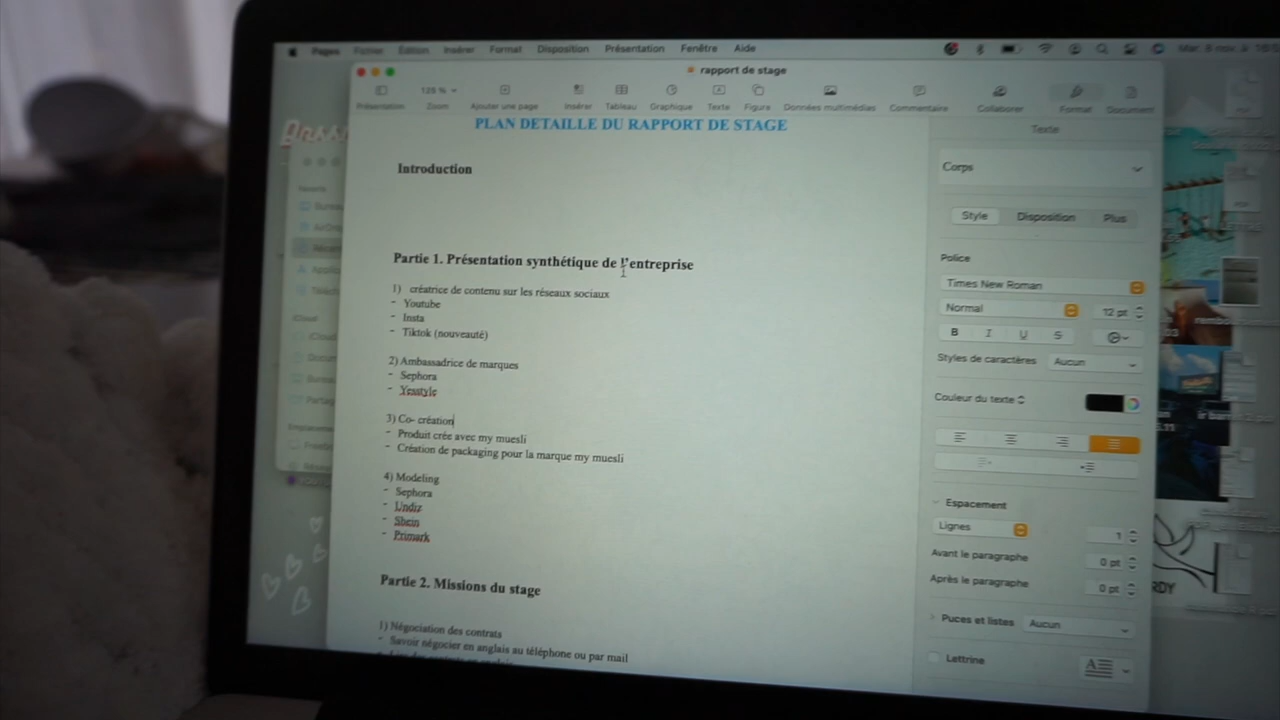 Pages Fichier Édition Insérer Format Disposition Présentation Fenêtre Aide
rapport de stage
125 %
Présentation Zoom Ajouter une page Insérer Tableau Graphique Texte Figure Données multimédias Commentaire Collaborer Format Document
PLAN DETAILLE DU RAPPORT DE STAGE
Introduction
Partie 1. Présentation synthétique de l'entreprise
1) créatrice de contenu sur les réseaux sociaux
- Youtube
- Insta
- Tiktok (nouveauté)
2) Ambassadrice de marques
- Sephora
- Yesstyle
3) Co- création
- Produit crée avec my muesli
- Création de packaging pour la marque my muesli
4) Modeling
- Sephora
- Undiz
- Shein
- Primark
Partie 2. Missions du stage
1) Négociation des contrats
- Savoir négocier en anglais au téléphone ou par mail
Texte
Corps
Style Disposition Plus
Police
Times New Roman
Normal 12 pt
B I U S
Styles de caractères Aucun
Couleur du texte
Espacement
Lignes 1
Avant le paragraphe 0 pt
Après le paragraphe 0 pt
Puces et listes Aucun
Lettrine